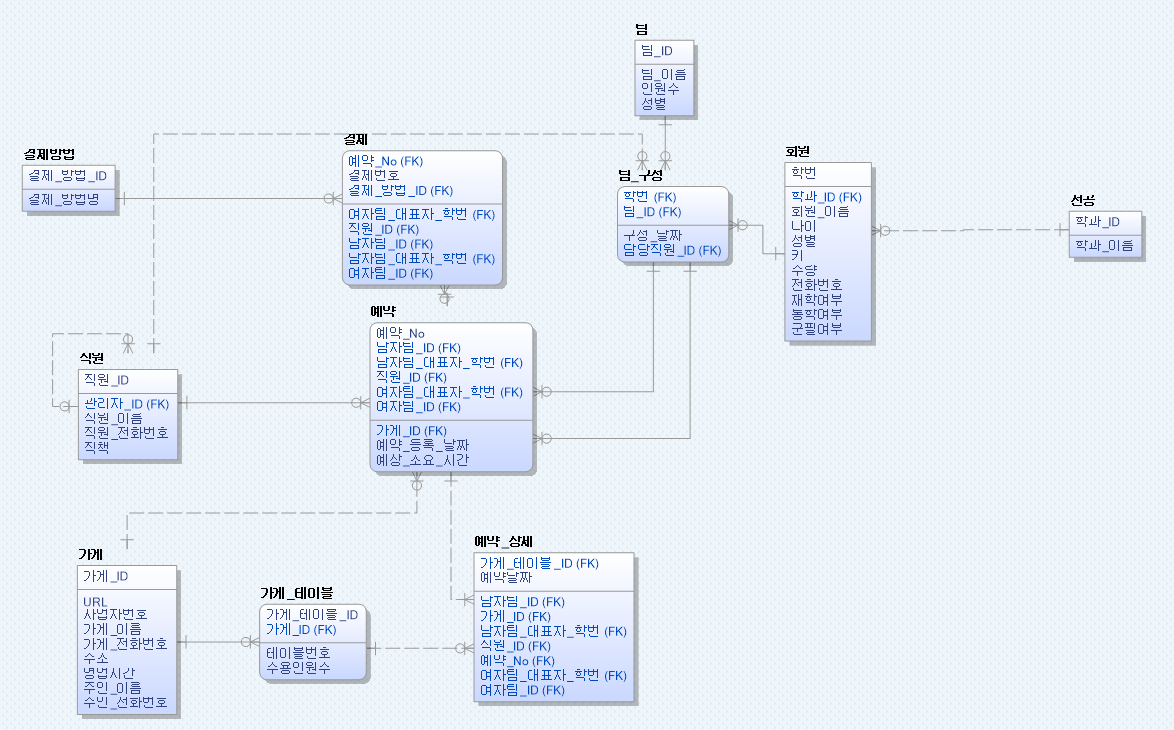 팀
팀_ID
팀_이름
인원수
성별
결제방법
결제_방법_ID
결제_방법명
결제
예약_No (FK)
결제번호
결제_방법_ID (FK)
여자팀_대표자_학번 (FK)
직원_ID (FK)
남자팀_ID (FK)
남자팀_대표자_학번 (FK)
여자팀_ID (FK)
팀_구성
학번 (FK)
팀_ID (FK)
구성_날짜
담당직원_ID (FK)
회원
학번
학과_ID (FK)
회원_이름
나이
성별
키
주량
전화번호
재학여부
통학여부
군필여부
전공
학과_ID
학과_이름
직원
직원_ID
관리자_ID (FK)
직원_이름
직원_전화번호
직책
예약
예약_No
남자팀_ID (FK)
남자팀_대표자_학번 (FK)
직원_ID (FK)
여자팀_대표자_학번 (FK)
여자팀_ID (FK)
가게_ID (FK)
예약_등록_날짜
예상_소요_시간
가게
가게_ID
URL
사업자번호
가게_이름
가게_전화번호
주소
영업시간
주인_이름
주인_전화번호
가게_테이블
가게_테이블_ID
가게_ID (FK)
테이블번호
수용인원수
예약_상세
가게_테이블_ID (FK)
예약날짜
남자팀_ID (FK)
가게_ID (FK)
남자팀_대표자_학번 (FK)
직원_ID (FK)
예약_No (FK)
여자팀_대표자_학번 (FK)
여자팀_ID (FK)